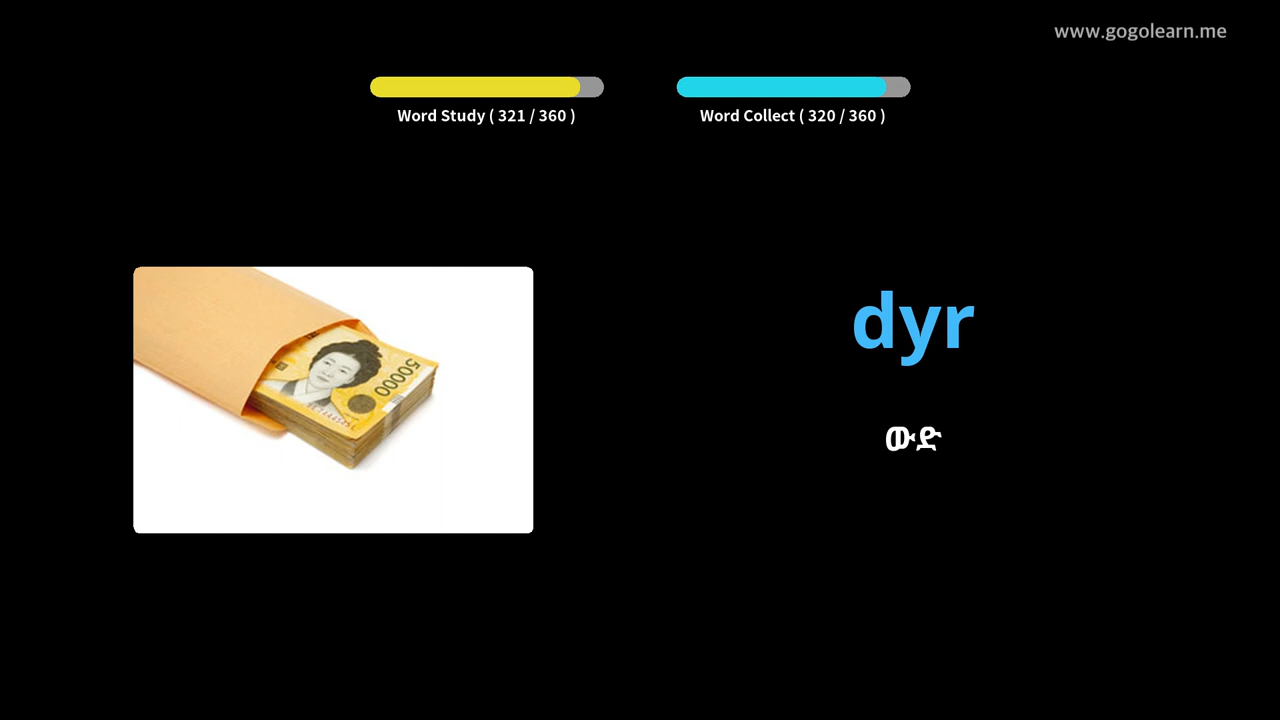 www.gogolearn.me
Word Study ( 321 / 360 )
Word Collect ( 320 / 360 )
dyr
ውድ
50000